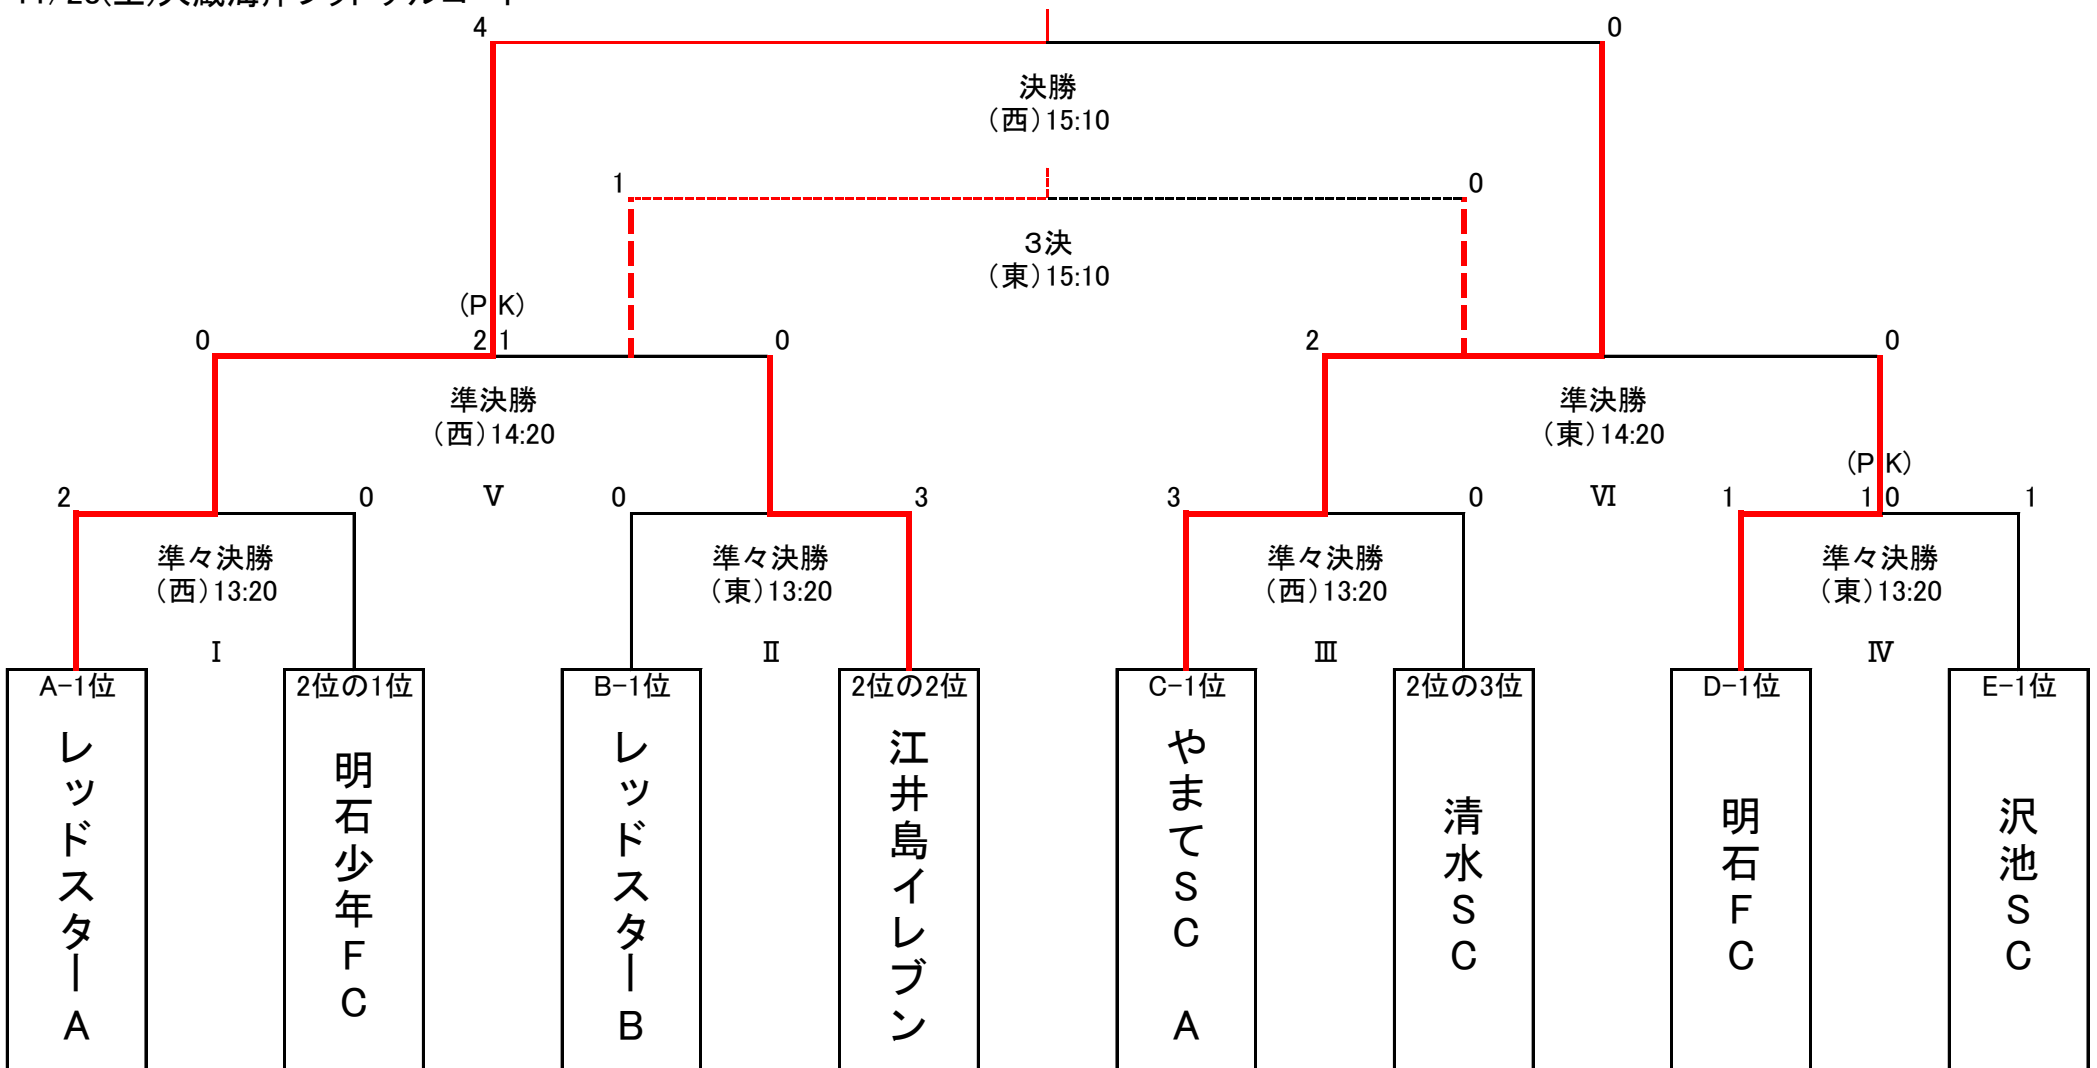 4 0
決勝
(西)15:10
1 0
3決
(東)15:10
(PK)
0 2 1 0 2 0
準決勝 準決勝
(西)14:20 (東)14:20
(PK)
2 0 Ⅴ 0 3 3 0 Ⅵ 1 1 0 1
準々決勝 準々決勝 準々決勝 準々決勝
(西)13:20 (東)13:20 (西)13:20 (東)13:20
Ⅰ Ⅱ Ⅲ Ⅳ
A-1位 2位の1位 B-1位 2位の2位 C-1位 2位の3位 D-1位 E-1位
レッドスターA
明石少年FC
レッドスターB
江井島イレブン
やまてSC A
清水SC
明石FC
沢池SC